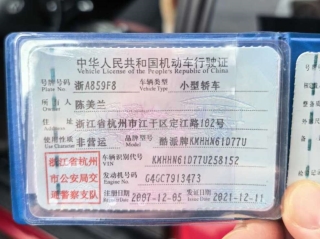 中华人民共和国机动车行驶证
Vehicle License of the People's Republic of China
号牌号码 浙A859F8 车辆类型 小型轿车
Plate No. Vehicle Type
所有人 陈美兰
Owner
住址 浙江省杭州市江干区定江路102号
Address
使用性质 非营运 品牌型号 酷派牌KMHHN61D77U
Use Character Model
浙江省杭州 车辆识别代号 KMHHN61D77U258152
VIN
市公安局交 发动机号码 G4GC7913473
Engine No.
通警察支队 注册日期 2007-12-05 发证日期 2021-12-11